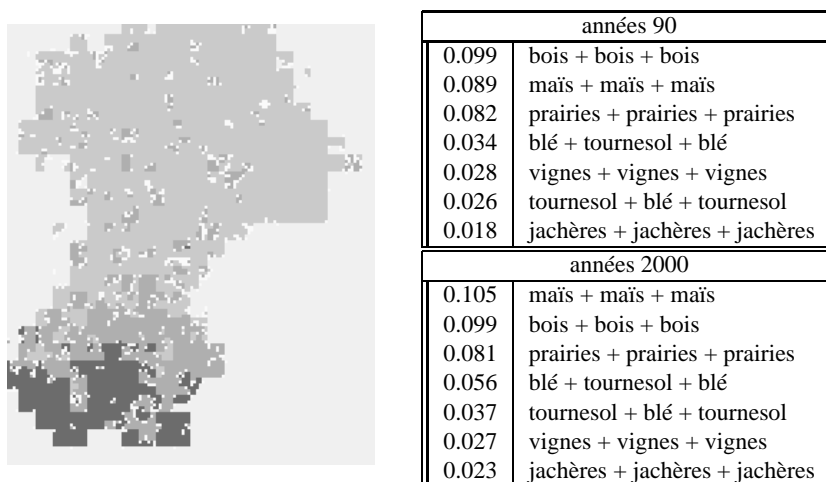 années 90
0.099 bois + bois + bois
0.089 maïs + maïs + maïs
0.082 prairies + prairies + prairies
0.034 blé + tournesol + blé
0.028 vignes + vignes + vignes
0.026 tournesol + blé + tournesol
0.018 jachères + jachères + jachères
années 2000
0.105 maïs + maïs + maïs
0.099 bois + bois + bois
0.081 prairies + prairies + prairies
0.056 blé + tournesol + blé
0.037 tournesol + blé + tournesol
0.027 vignes + vignes + vignes
0.023 jachères + jachères + jachères